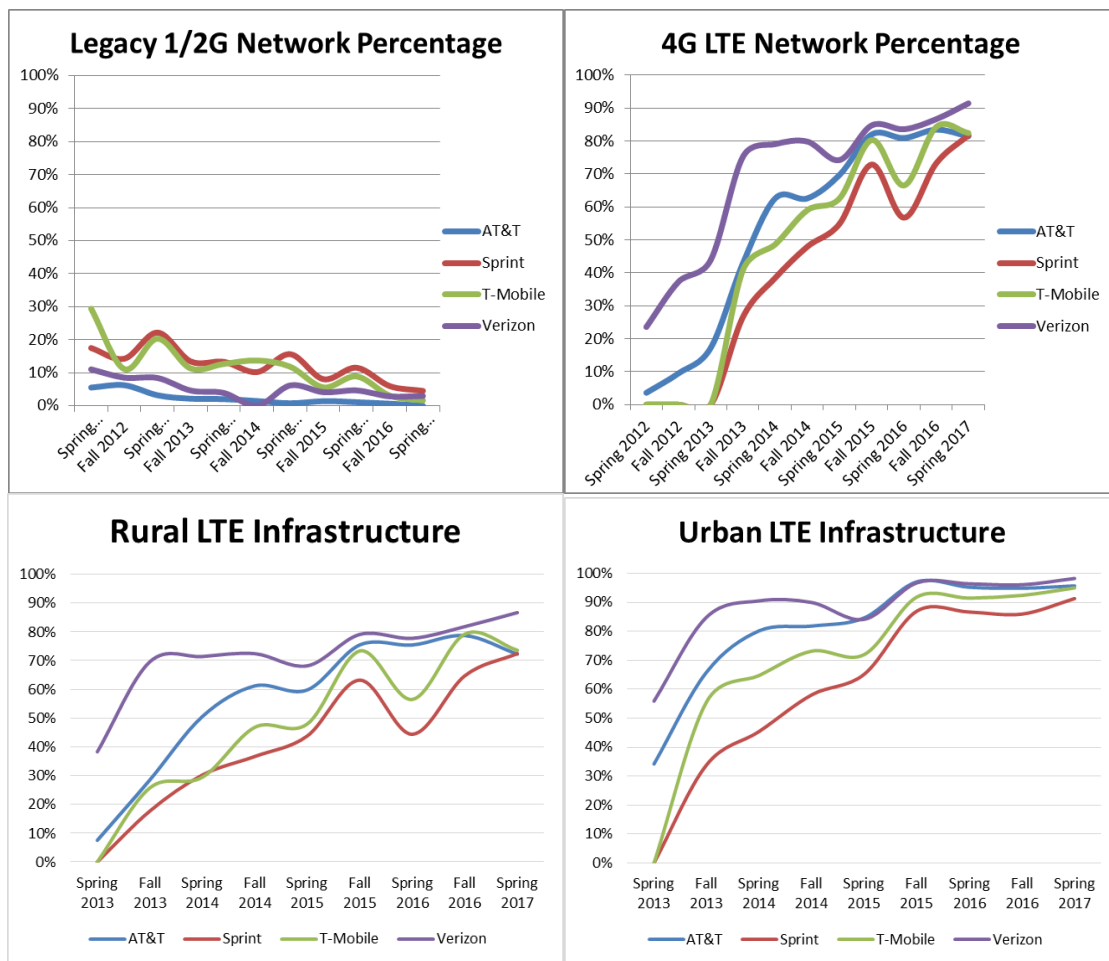 Legacy 1/2G Network Percentage
100%
90%
80%
70%
60%
50%
40%
30%
20%
10%
0%
Spring...
Fall 2012
Spring...
Fall 2013
Spring...
Fall 2014
Spring...
Fall 2015
Spring...
Fall 2016
Spring...
AT&T
Sprint
T-Mobile
Verizon
4G LTE Network Percentage
100%
90%
80%
70%
60%
50%
40%
30%
20%
10%
0%
Spring 2012
Fall 2012
Spring 2013
Fall 2013
Spring 2014
Fall 2014
Spring 2015
Fall 2015
Spring 2016
Fall 2016
Spring 2017
AT&T
Sprint
T-Mobile
Verizon
Rural LTE Infrastructure
100%
90%
80%
70%
60%
50%
40%
30%
20%
10%
0%
Spring Fall Spring Fall Spring Fall Spring Fall Spring
2013 2013 2014 2014 2015 2015 2016 2016 2017
AT&T Sprint T-Mobile Verizon
Urban LTE Infrastructure
100%
90%
80%
70%
60%
50%
40%
30%
20%
10%
0%
Spring Fall Spring Fall Spring Fall Spring Fall Spring
2013 2013 2014 2014 2015 2015 2016 2016 2017
AT&T Sprint T-Mobile Verizon